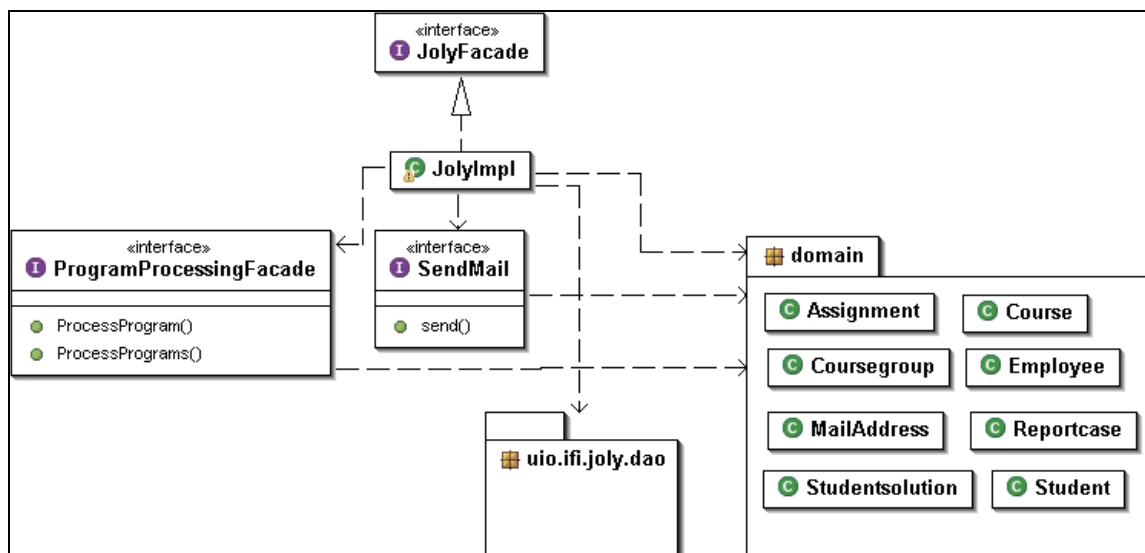 «interface»
I JolyFacade
C JolyImpl
«interface»
I ProgramProcessingFacade
ProcessProgram()
ProcessPrograms()
«interface»
I SendMail
send()
domain
C Assignment
C Course
C Coursegroup
C Employee
C MailAddress
C Reportcase
C Studentsolution
C Student
uio.ifi.joly.dao